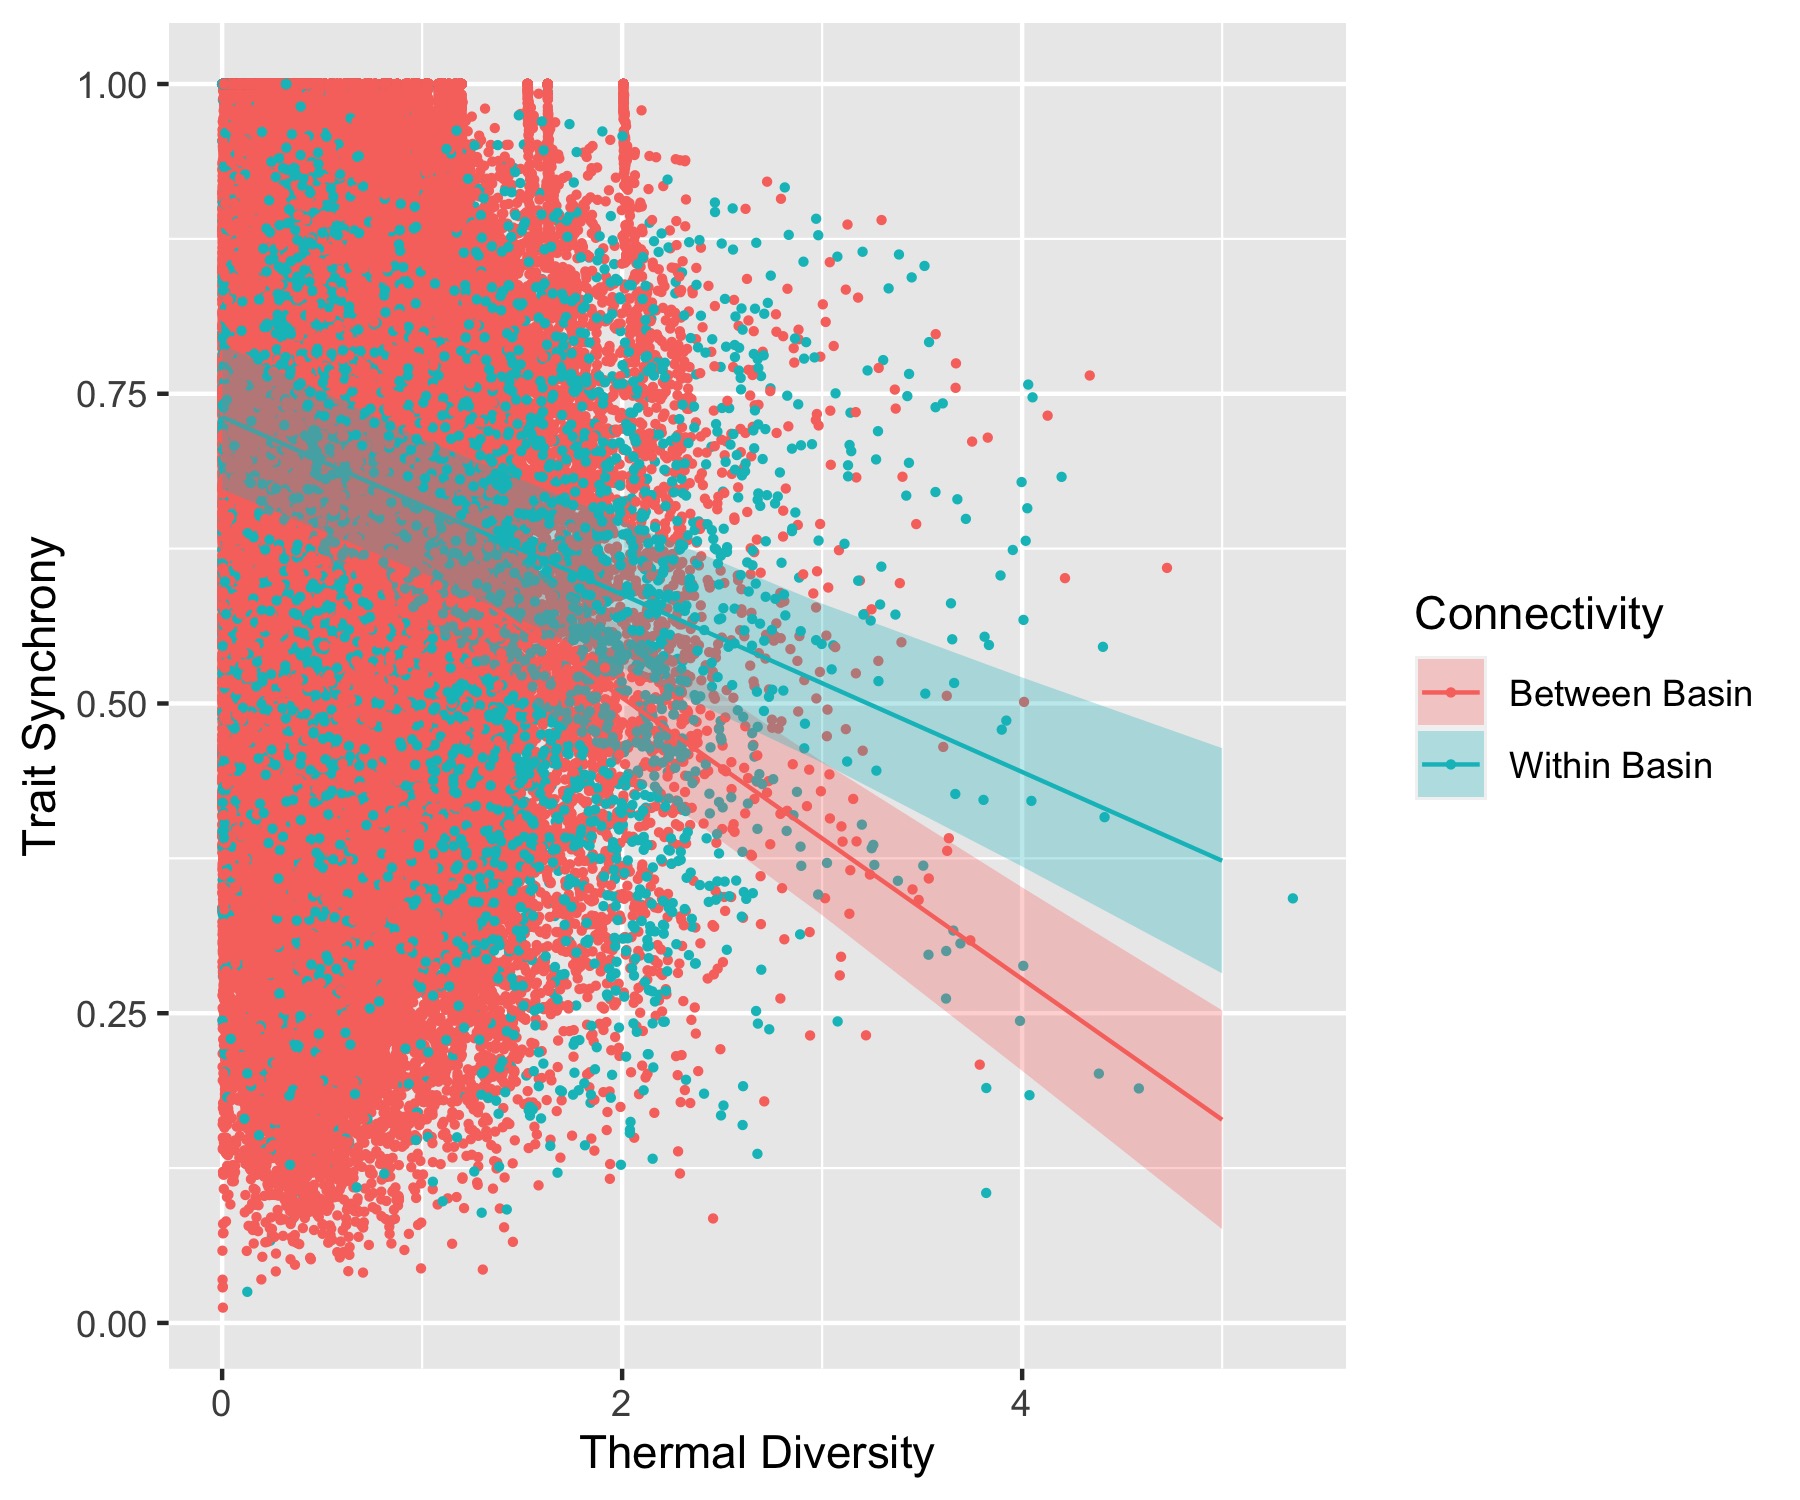 1.00
0.75
0.50
0.25
0.00
Trait Synchrony
0
2
4
Thermal Diversity
Connectivity
Between Basin
Within Basin